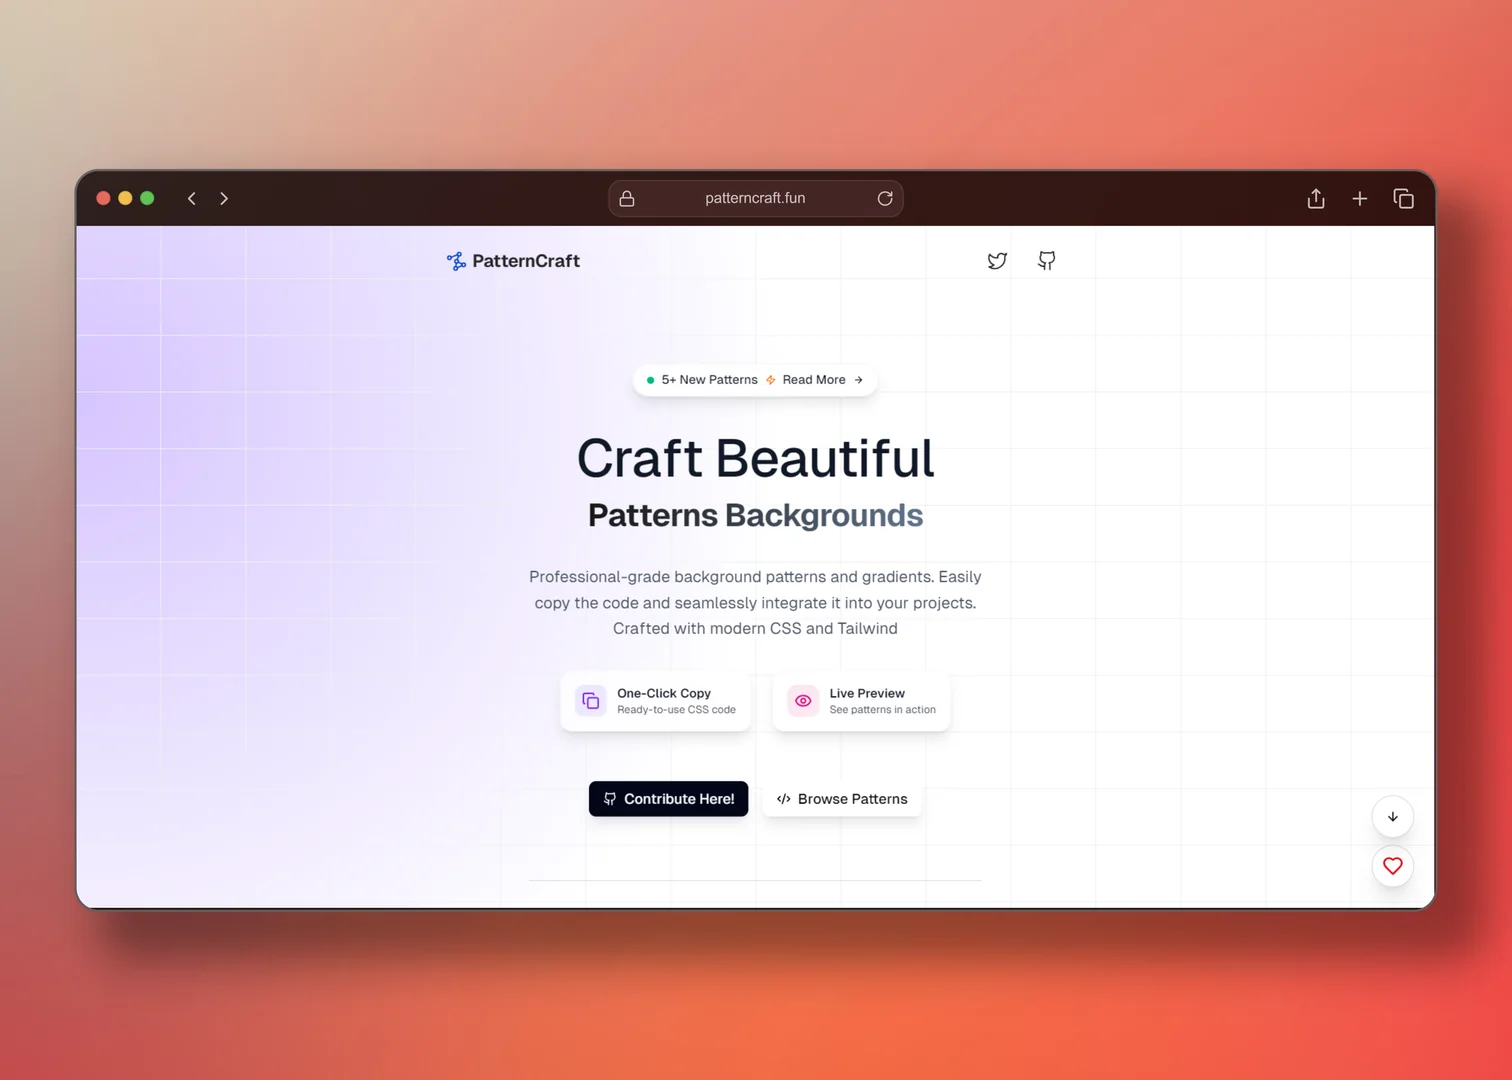 patterncraft.fun
PatternCraft
5+ New Patterns Read More →
Craft Beautiful
Patterns Backgrounds
Professional-grade background patterns and gradients. Easily
copy the code and seamlessly integrate it into your projects.
Crafted with modern CSS and Tailwind
One-Click Copy
Ready-to-use CSS code
Live Preview
See patterns in action
Contribute Here!
Browse Patterns